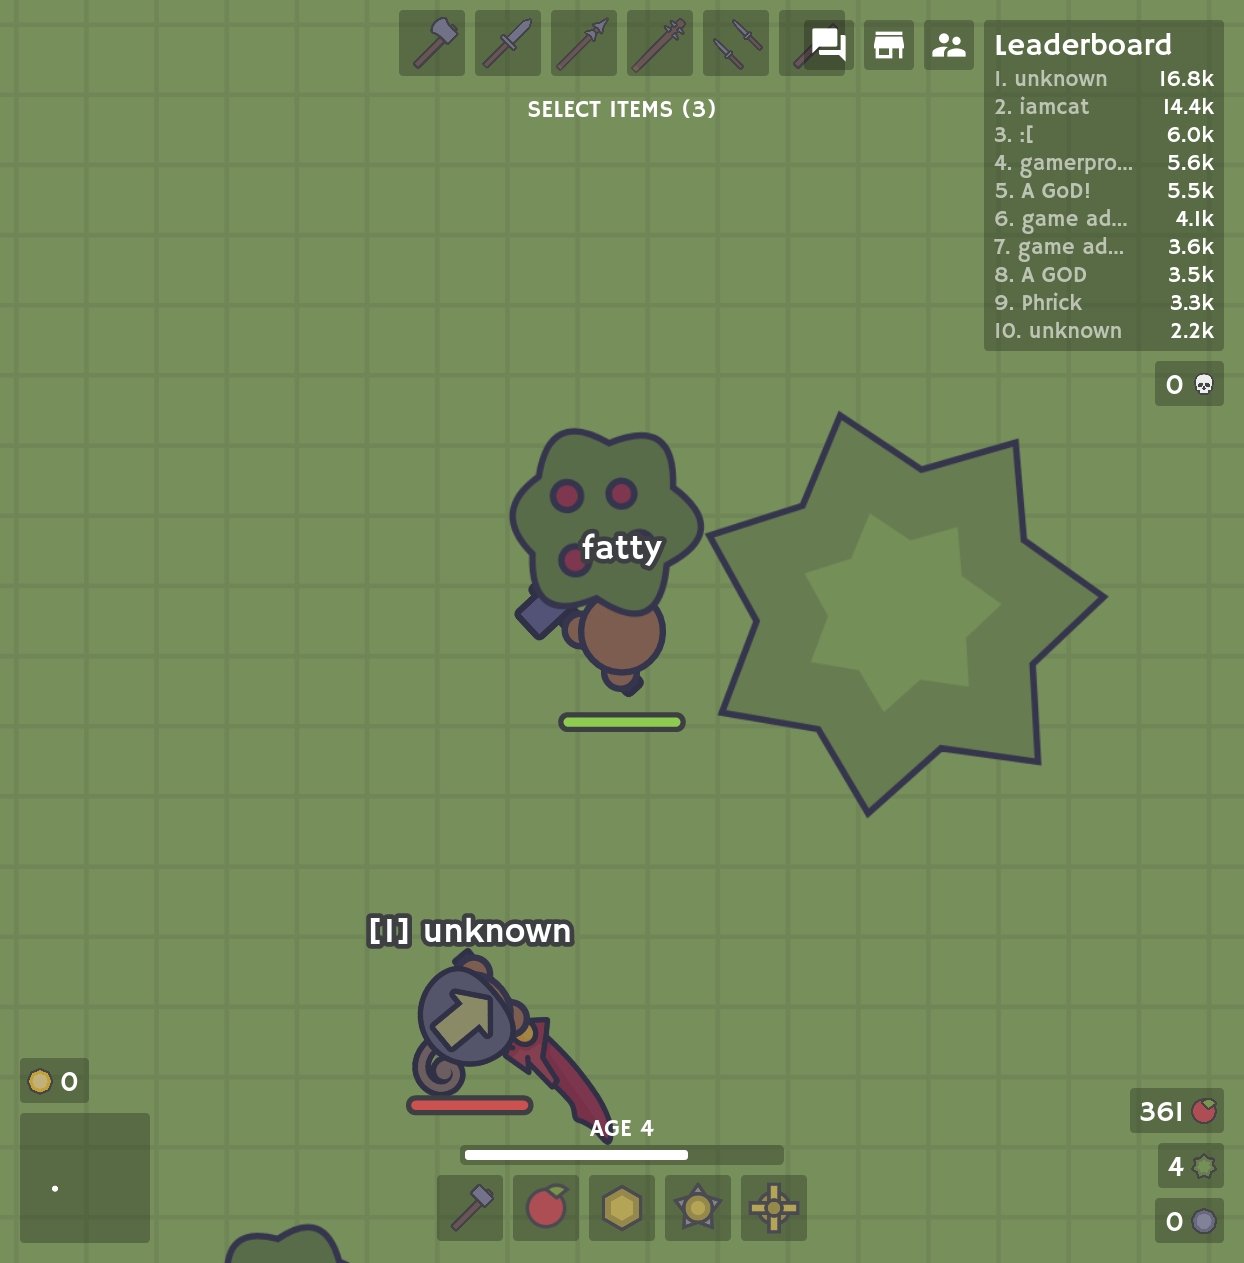 SELECT ITEMS (3)
Leaderboard
1. unknown 16.8k
2. iamcat 14.4k
3. :[ 6.0k
4. gamerpro... 5.6k
5. A GoD! 5.5k
6. game ad... 4.1k
7. game ad... 3.6k
8. A GOD 3.5k
9. Phrick 3.3k
10. unknown 2.2k
0
fatty
[I] unknown
0
361
AGE 4
4
0